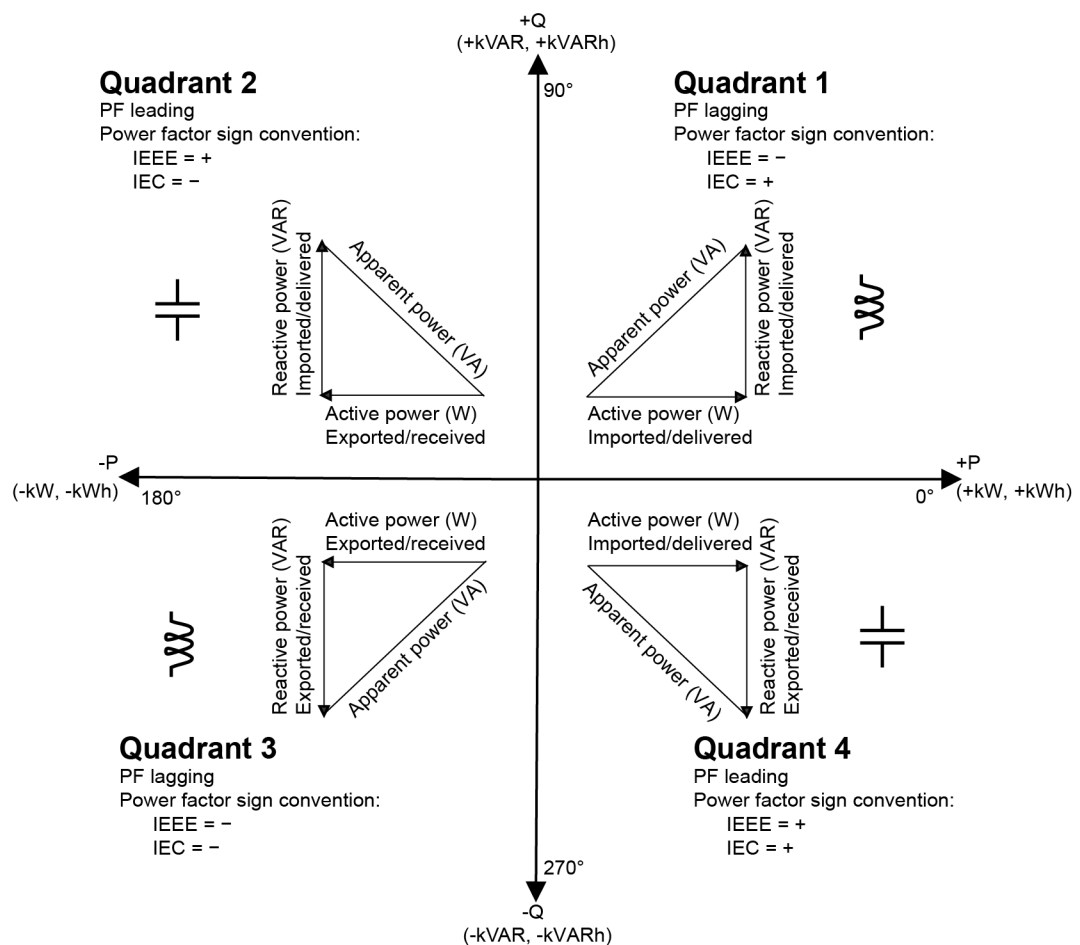 +Q
(+kVAR, +kVARh)
90°
Quadrant 2
PF leading
Power factor sign convention:
IEEE = +
IEC = −
Reactive power (VAR)
Imported/delivered
Apparent power (VA)
Active power (W)
Exported/received
Quadrant 1
PF lagging
Power factor sign convention:
IEEE = −
IEC = +
Apparent power (VA)
Reactive power (VAR)
Imported/delivered
Active power (W)
Imported/delivered
-P
(-kW, -kWh)
180°
0°
+P
(+kW, +kWh)
Active power (W)
Exported/received
Reactive power (VAR)
Exported/received
Apparent power (VA)
Quadrant 3
PF lagging
Power factor sign convention:
IEEE = −
IEC = −
Active power (W)
Imported/delivered
Apparent power (VA)
Reactive power (VAR)
Exported/received
Quadrant 4
PF leading
Power factor sign convention:
IEEE = +
IEC = +
270°
-Q
(-kVAR, -kVARh)